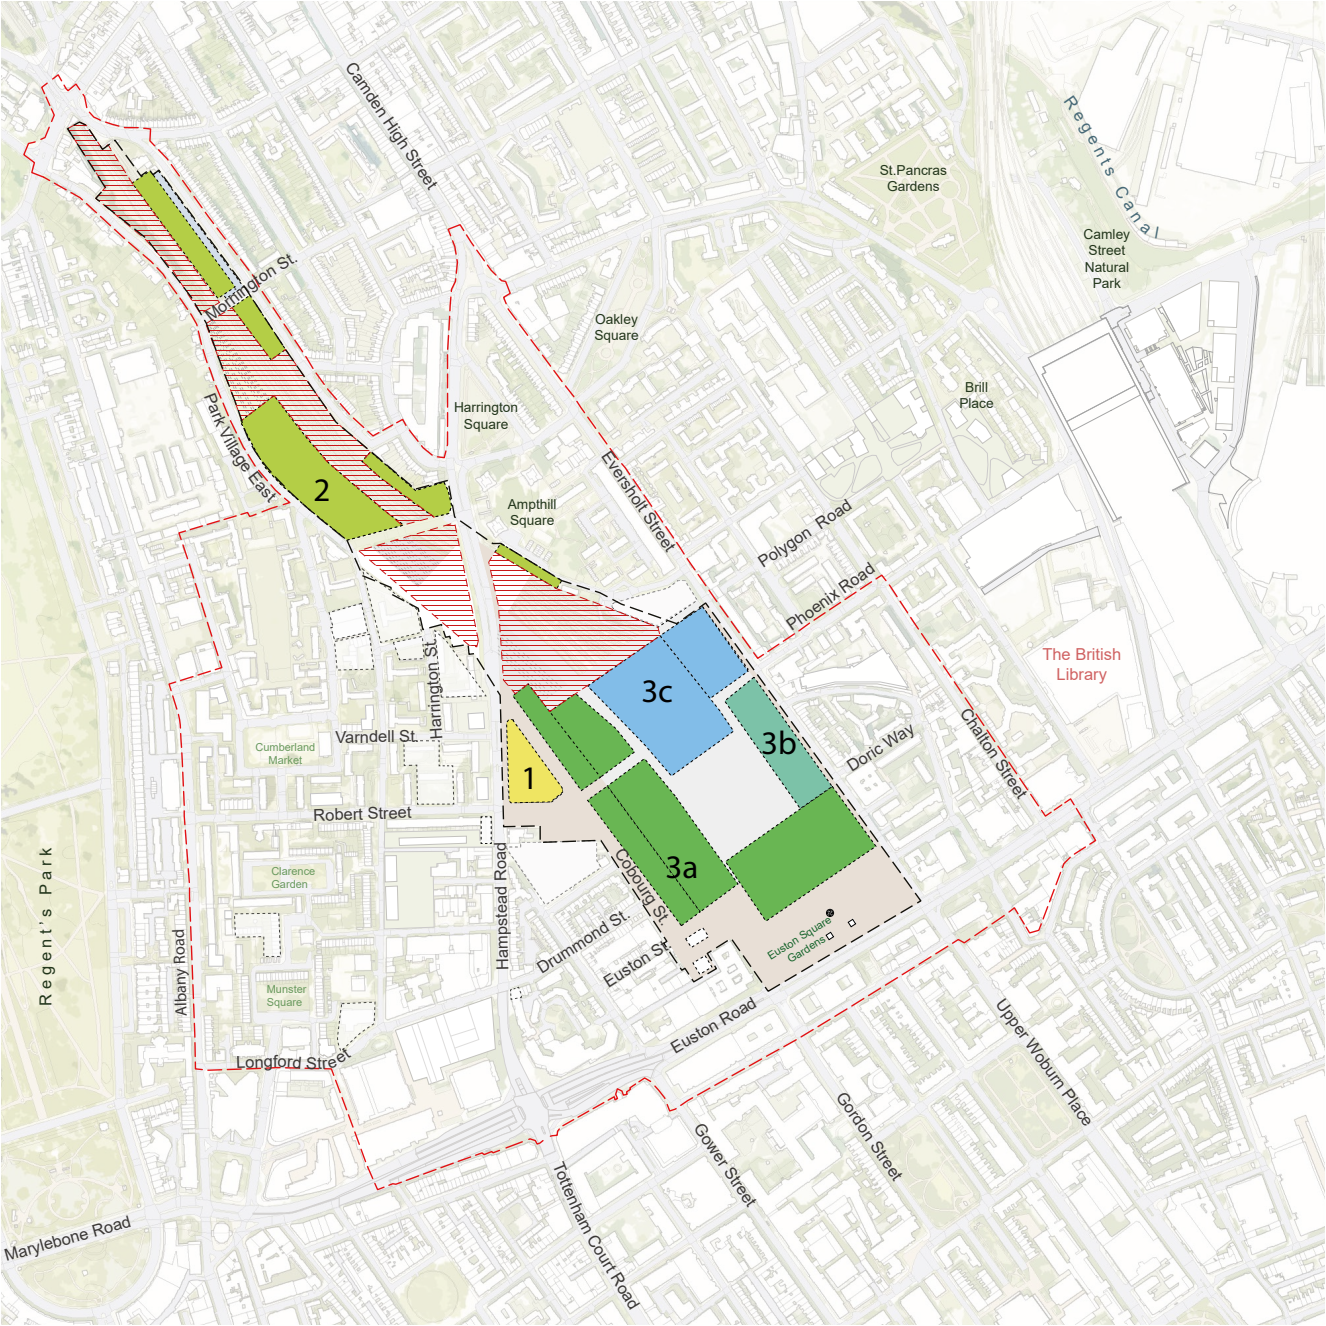 Camden High Street
Regents Canal
St.Pancras
Gardens
Camley
Street
Natural
Park
Mornington St.
Oakley
Square
Brill
Place
Park Village East
Harrington
Square
Eversholt Street
2
Ampthill
Square
Polygon Road
Phoenix Road
The British
Library
Harrington St.
3c
Chalton Street
Varndell St.
3b
Doric Way
Cumberland
Market
1
Robert Street
Regent's Park
Clarence
Garden
Hampstead Road
Cobourg St.
3a
Albany Road
Drummond St.
Euston St.
Euston Square
Gardens
Munster
Square
Euston Road
Upper Woburn Place
Longford Street
Gordon Street
Gower Street
Tottenham Court Road
Marylebone Road